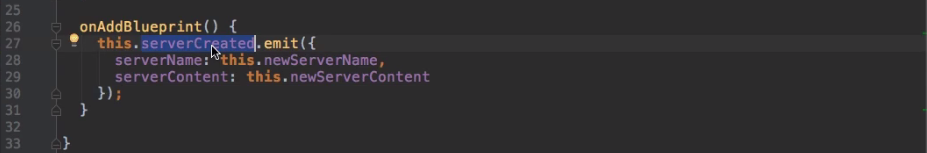 25
26 onAddBlueprint() {
27 this.serverCreated.emit({
28 serverName: this.newServerName,
29 serverContent: this.newServerContent
30 });
31 }
32
33 }